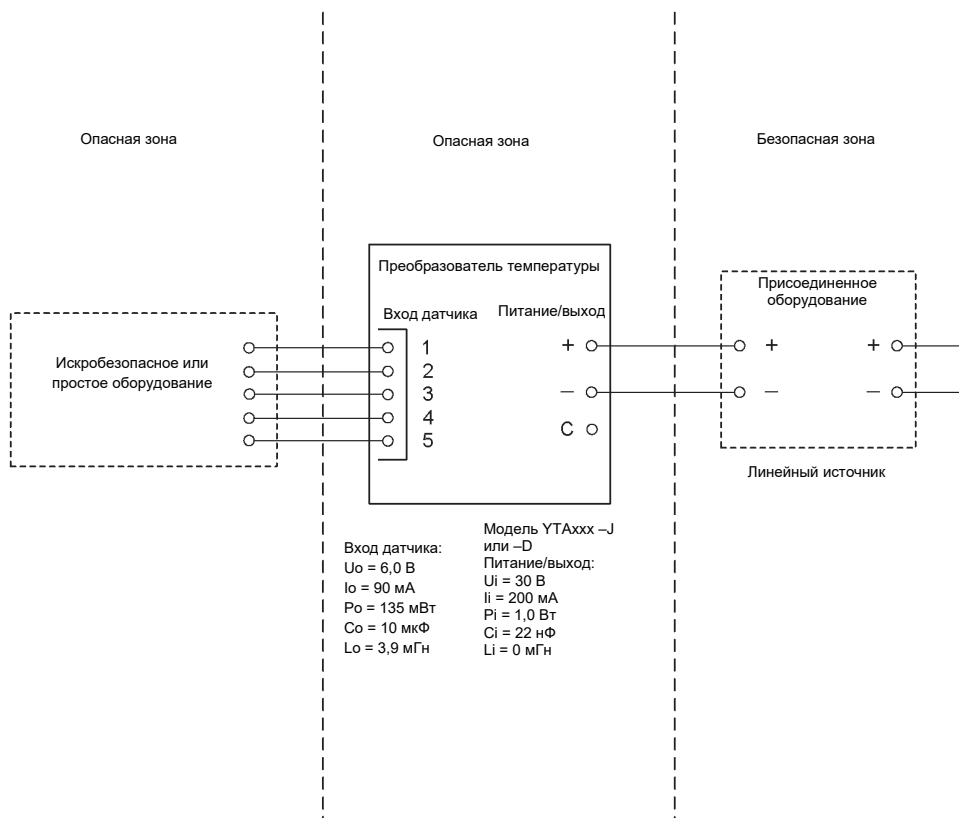 Опасная зона
Опасная зона
Безопасная зона
Преобразователь температуры
Вход датчика
Питание/выход
1
2
3
4
5
+
—
C
Искробезопасное или
простое оборудование
Присоединенное
оборудование
+ +
— —
Линейный источник
Вход датчика:
Uo = 6,0 В
Io = 90 мА
Po = 135 мВт
Co = 10 мкФ
Lo = 3,9 мГн
Модель YTAxxx –J
или –D
Питание/выход:
Ui = 30 В
Ii = 200 мА
Pi = 1,0 Вт
Ci = 22 нФ
Li = 0 мГн